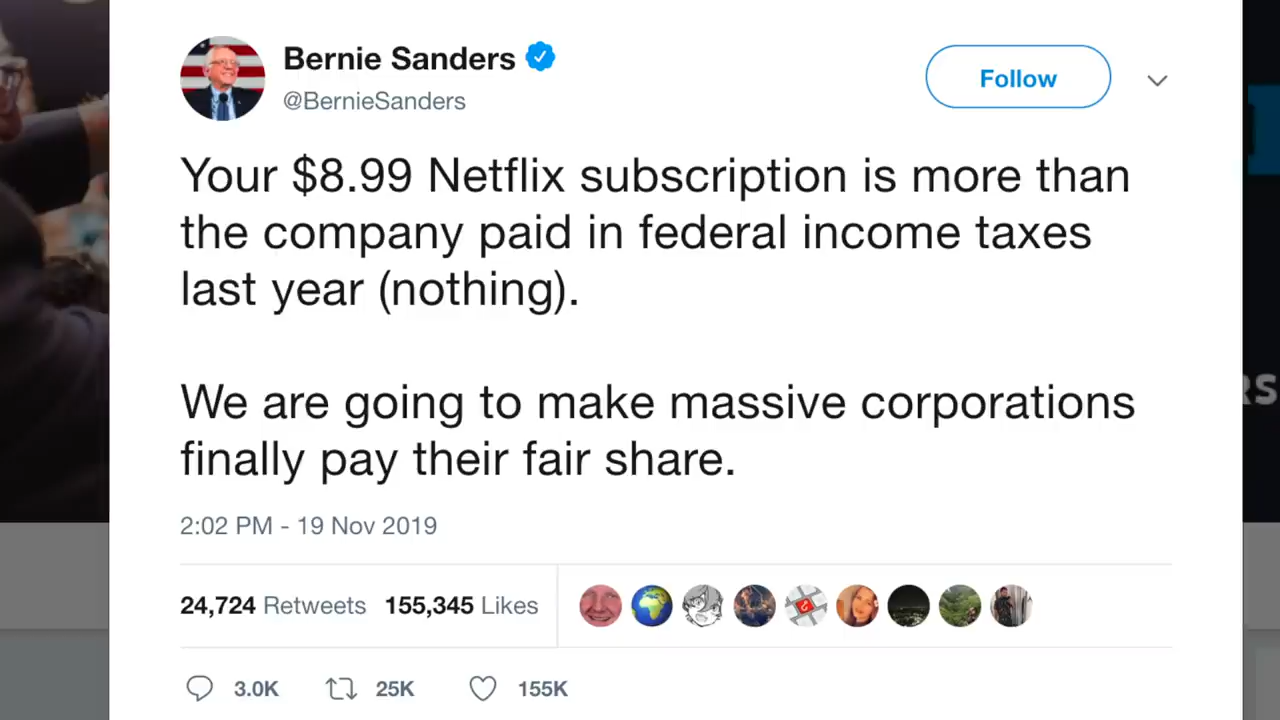 Bernie Sanders
@BernieSanders
Follow
Your $8.99 Netflix subscription is more than
the company paid in federal income taxes
last year (nothing).
We are going to make massive corporations
finally pay their fair share.
2:02 PM - 19 Nov 2019
24,724 Retweets 155,345 Likes
3.0K 25K 155K
RS